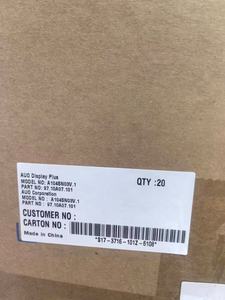 AUO Display Plus QTY :20
MODEL NO: A104SN03V.1
PART NO : 97.10A07.101
AUO Corporation
MODEL NO : A104SN03V.1
PART NO : 97.10A07.101
CUSTOMER NO :
CARTON NO :
Made in China *S17-3716-1012-6108*